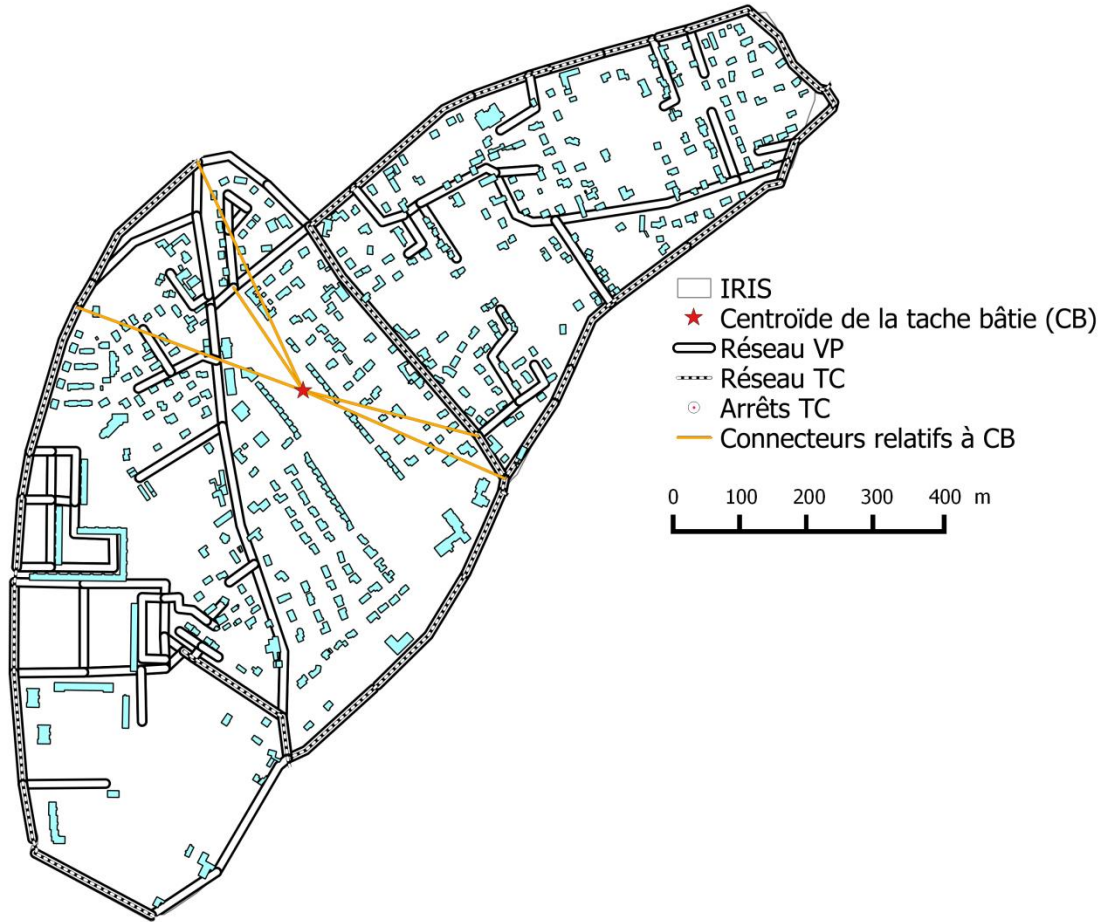 IRIS
Centroïde de la tache bâtie (CB)
Réseau VP
Réseau TC
Arrêts TC
Connecteurs relatifs à CB
0 100 200 300 400 m